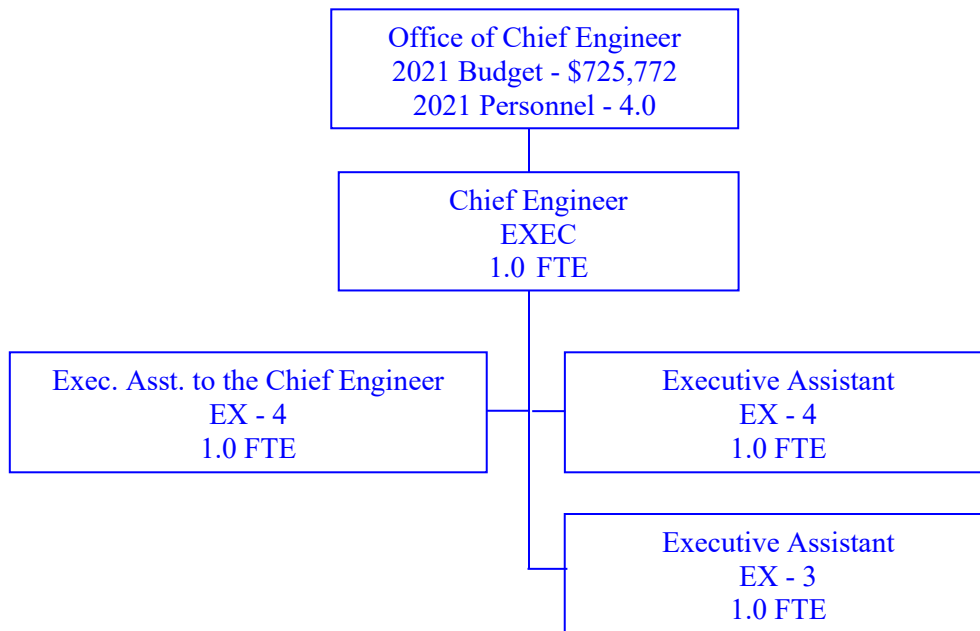 Office of Chief Engineer
2021 Budget - $725,772
2021 Personnel - 4.0
Chief Engineer
EXEC
1.0 FTE
Exec. Asst. to the Chief Engineer
EX - 4
1.0 FTE
Executive Assistant
EX - 4
1.0 FTE
Executive Assistant
EX - 3
1.0 FTE